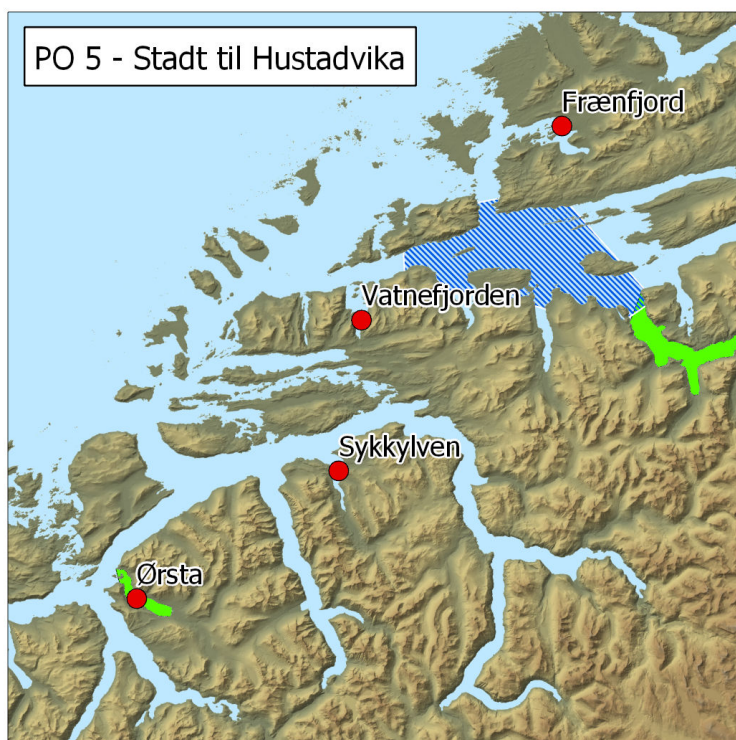 PO 5 - Stadt til Hustadvika
Frænfjord
Vatnefjorden
Sykkylven
Ørsta